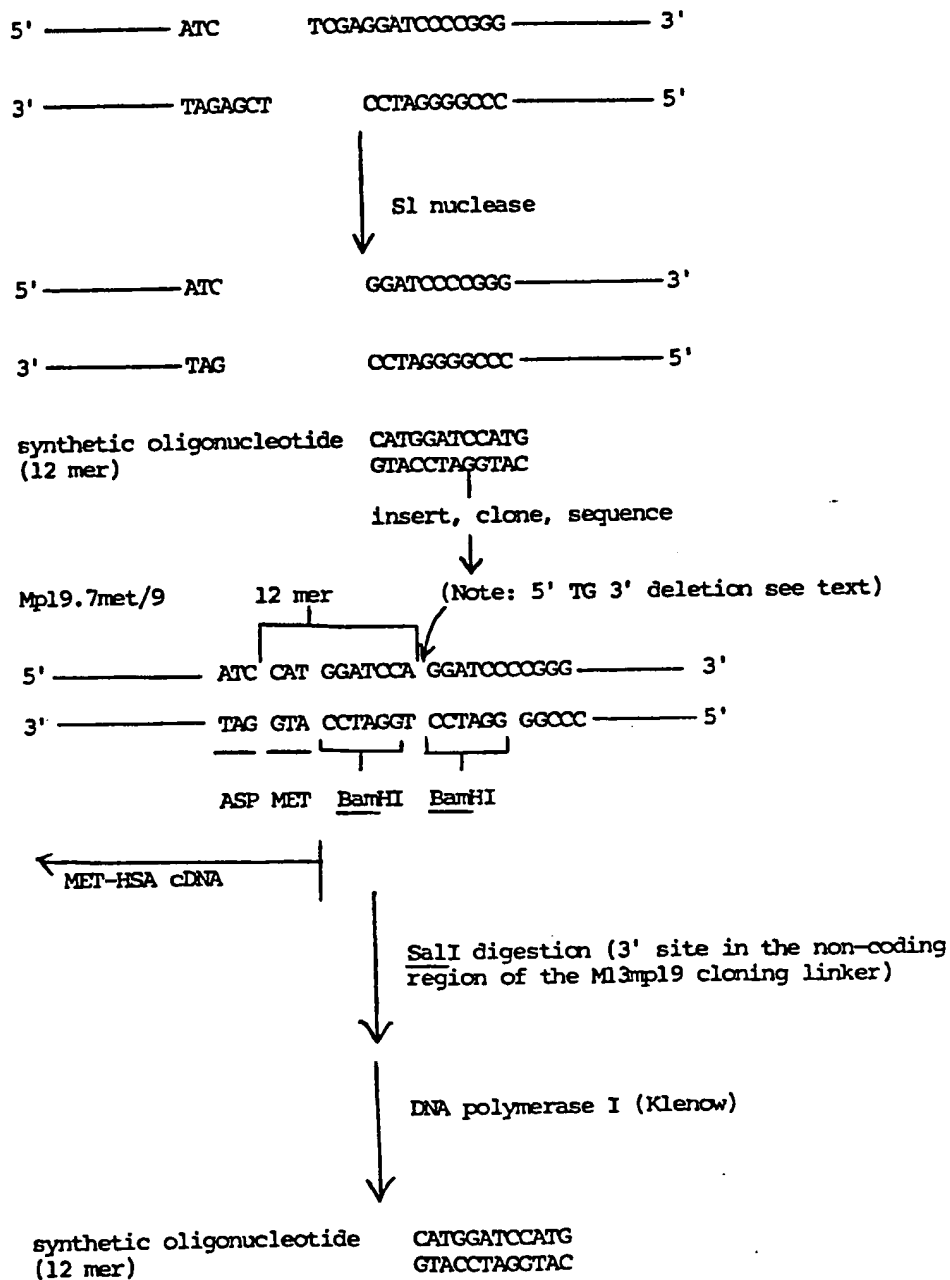 5' ATC TCGAGGATCCCCGGG 3'
3' TAGAGCT CCTAGGGGCCC 5'
S1 nuclease
5' ATC GGATCCCCGGG 3'
3' TAG CCTAGGGGCCC 5'
synthetic oligonucleotide CATGGATCCATG
(12 mer) GTACCTAGGTAC
insert, clone, sequence
Mp19.7met/9 12 mer (Note: 5' TG 3' deletion see text)
5' ATC CAT GGATCCA GGATCCCCGGG 3'
3' TAG GTA CCTAGGT CCTAGG GGCCC 5'
ASP MET BamHI BamHI
MET-HSA cDNA
SalI digestion (3' site in the non-coding
region of the M13mp19 cloning linker)
DNA polymerase I (Klenow)
synthetic oligonucleotide CATGGATCCATG
(12 mer) GTACCTAGGTAC